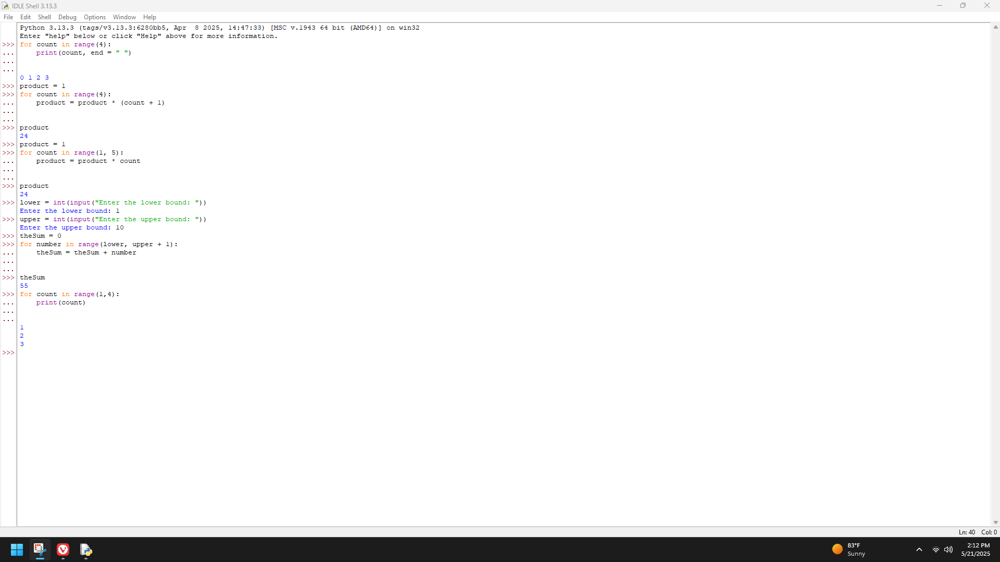 IDLE Shell 3.13.3
File Edit Shell Debug Options Window Help
Python 3.13.3 (tags/v3.13.3:6280bb5, Apr  8 2025, 14:47:33) [MSC v.1943 64 bit (AMD64)] on win32
Enter "help" below or click "Help" above for more information.
>>> for count in range(4):
...     print(count, end = " ")
...
...
0 1 2 3
>>> product = 1
>>> for count in range(4):
...     product = product * (count + 1)
...
...
>>> product
24
>>> product = 1
>>> for count in range(1, 5):
...     product = product * count
...
...
>>> product
24
>>> lower = int(input("Enter the lower bound: "))
Enter the lower bound: 1
>>> upper = int(input("Enter the upper bound: "))
Enter the upper bound: 10
>>> theSum = 0
>>> for number in range(lower, upper + 1):
...     theSum = theSum + number
...
...
>>> theSum
55
>>> for count in range(1,4):
...     print(count)
...
...
1
2
3
>>>
Ln: 40 Col: 0
83°F
Sunny
2:12 PM
5/21/2025